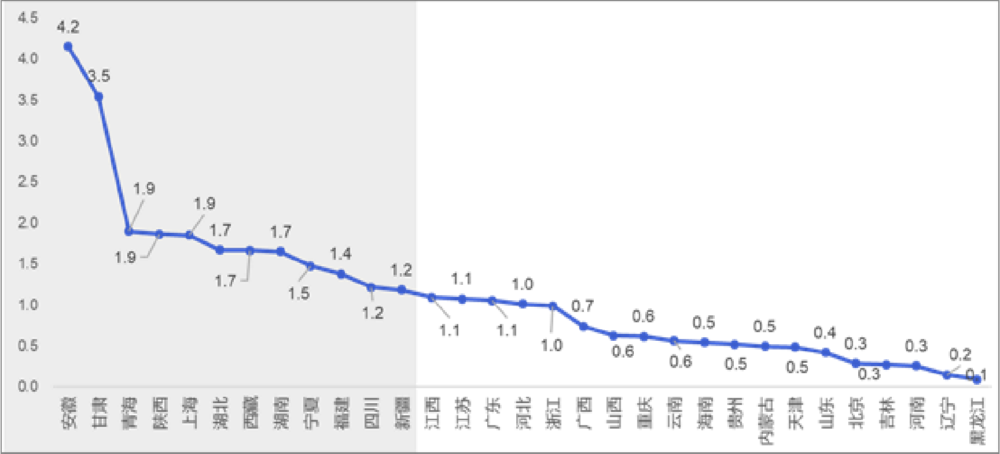 4.5
4.0
3.5
3.0
2.5
2.0
1.5
1.0
0.5
0.0
4.2
3.5
1.9
1.9
1.9
1.7
1.7
1.7
1.5
1.4
1.2
1.2
1.1
1.1
1.1
1.0
1.0
0.7
0.6
0.6
0.6
0.5
0.5
0.5
0.5
0.4
0.3
0.3
0.3
0.2
0.1
安徽
甘肃
青海
陕西
上海
湖北
西藏
湖南
宁夏
福建
四川
新疆
江西
江苏
广东
河北
浙江
广西
山西
重庆
云南
海南
贵州
内蒙古
天津
山东
北京
吉林
河南
辽宁
黑龙江